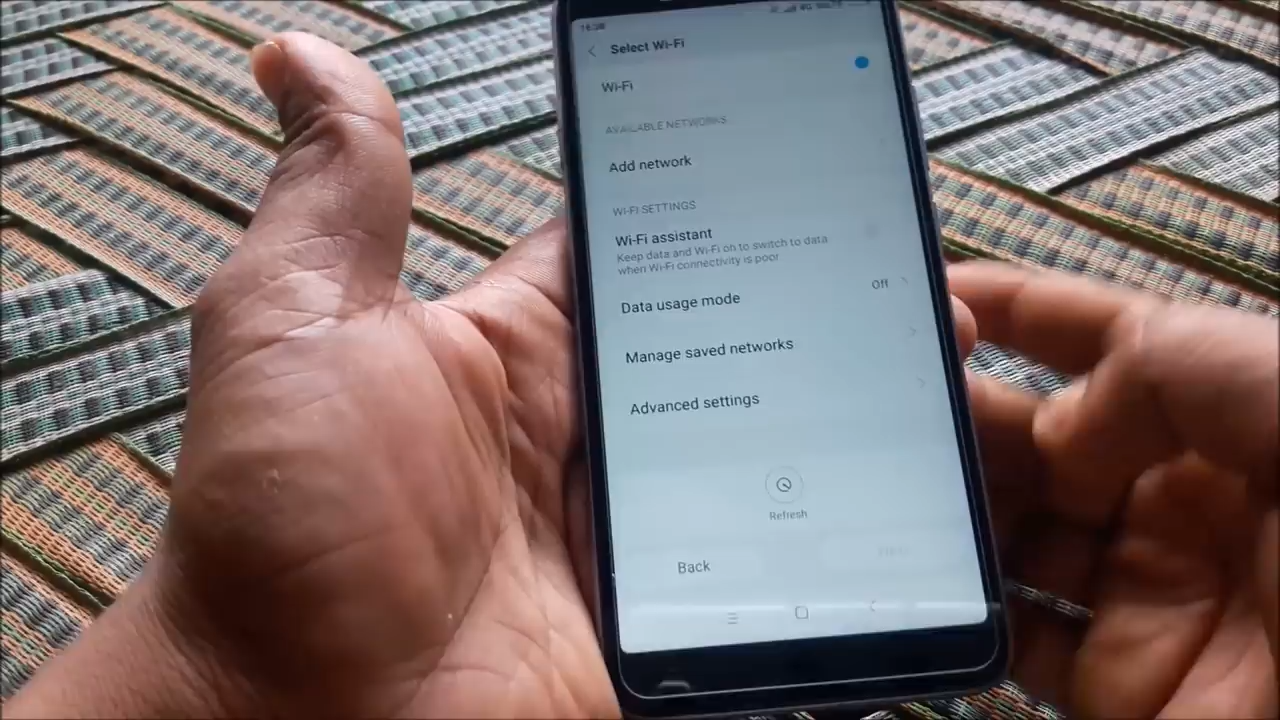 16:38
Select Wi-Fi
Wi-Fi
AVAILABLE NETWORKS
Add network
WI-FI SETTINGS
Wi-Fi assistant
Keep data and Wi-Fi on to switch to data
when Wi-Fi connectivity is poor
Data usage mode Off
Manage saved networks
Advanced settings
Refresh
Back